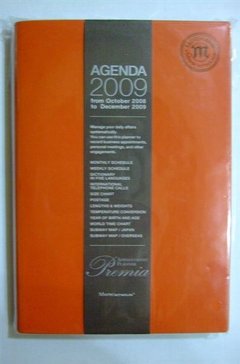 m
AGENDA
2009
from October 2008
to December 2009
Manage your daily affairs
systematically.
You can use this planner to
record business appointments,
personal meetings, and other
engagements.
MONTHLY SCHEDULE
WEEKLY SCHEDULE
DICTIONARY
IN FIVE LANGUAGES
INTERNATIONAL
TELEPHONE CALLS
SIZE CHART
POSTAGE
LENGTHS & WEIGHTS
TEMPERATURE CONVERSION
YEAR OF BIRTH AND AGE
WORLD TIME CHART
SUBWAY MAP / JAPAN
SUBWAY MAP / OVERSEAS
Premia